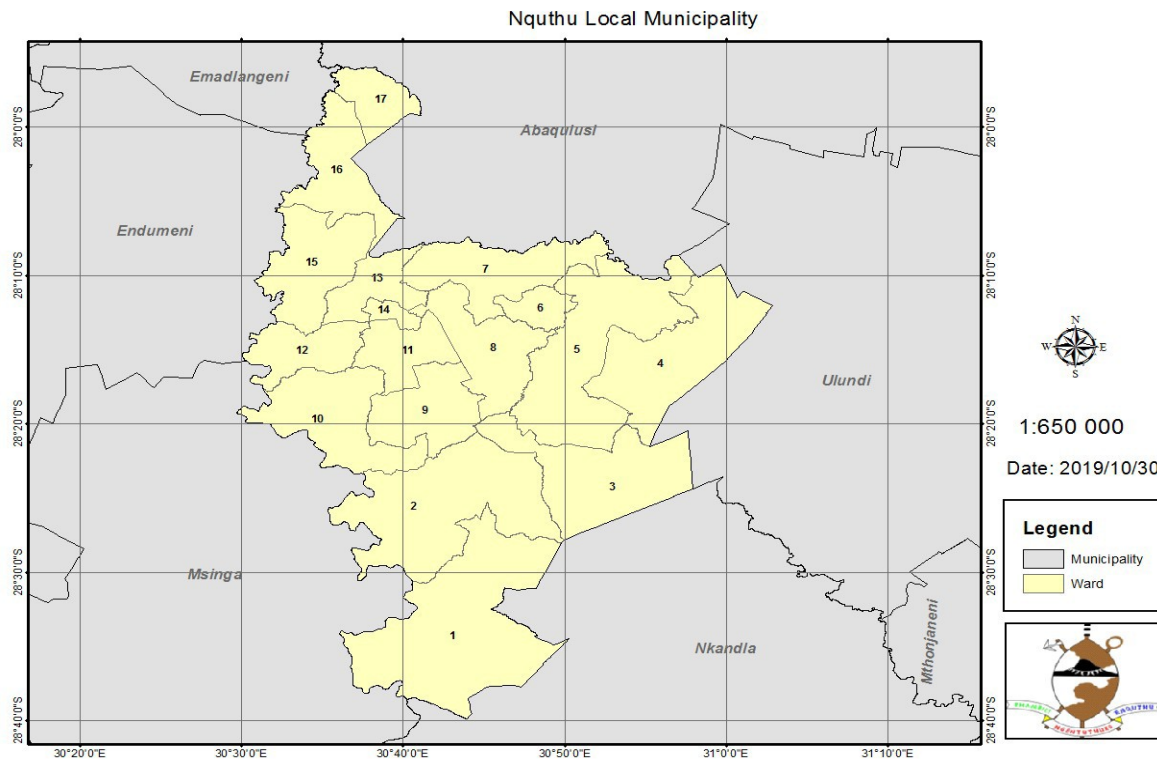 Nquthu Local Municipality
Emadlangeni
Abaqulusi
Endumeni
Ulundi
Msinga
Nkandla
Mthonjaneni
17
16
15
13
7
14
6
12
11
8
5
4
10
9
3
2
1
28°0'0"S
28°10'0"S
28°20'0"S
28°30'0"S
28°40'0"S
28°0'0"S
28°10'0"S
28°20'0"S
28°30'0"S
28°40'0"S
30°20'0"E
30°30'0"E
30°40'0"E
30°50'0"E
31°0'0"E
31°10'0"E
N
W
E
S
1:650 000
Date: 2019/10/30
Legend
Municipality
Ward